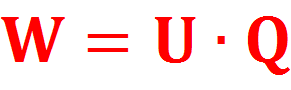 W = U · Q